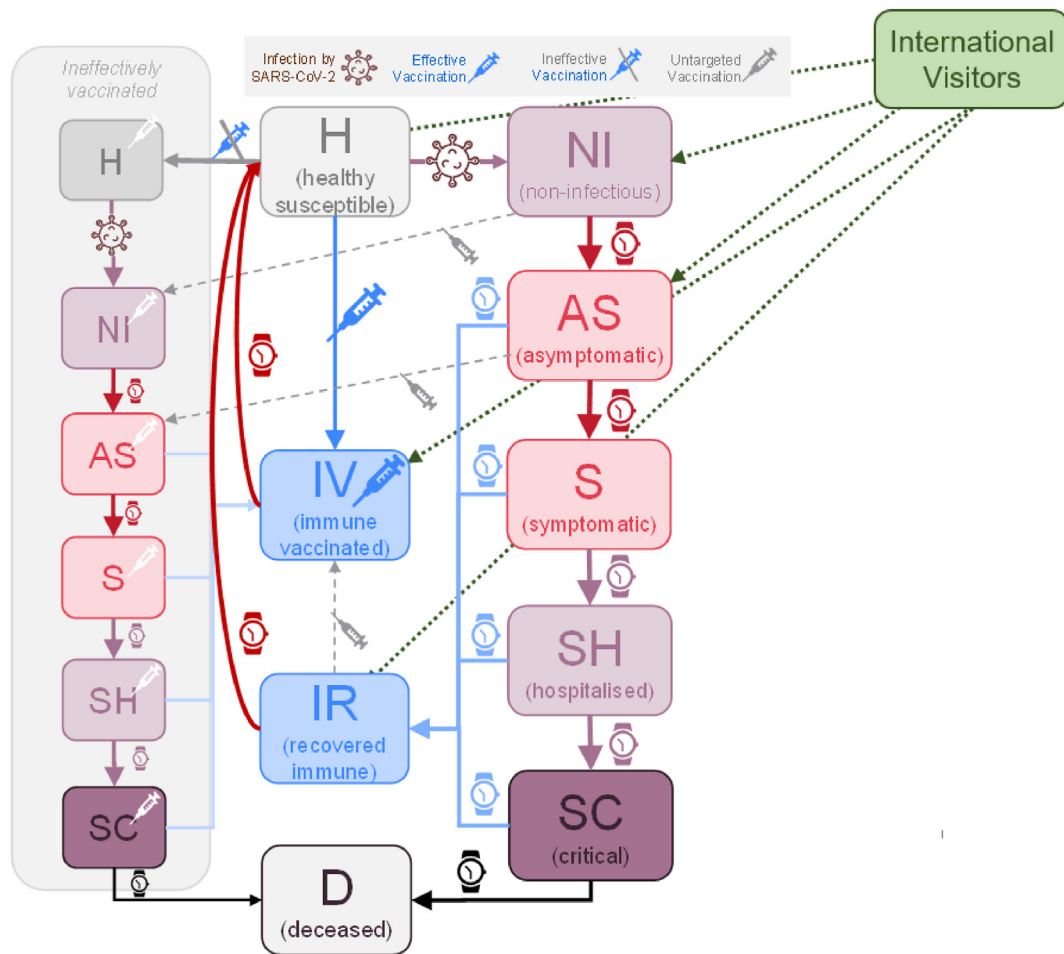 Ineffectively
vaccinated
Infection by
SARS-CoV-2
Effective
Vaccination
Ineffective
Vaccination
Untargeted
Vaccination
International
Visitors
H
H
(healthy
susceptible)
NI
(non-infectious)
NI
AS
(asymptomatic)
AS
IV
(immune
vaccinated)
S
(symptomatic)
S
SH
(hospitalised)
SH
IR
(recovered
immune)
SC
SC
(critical)
D
(deceased)